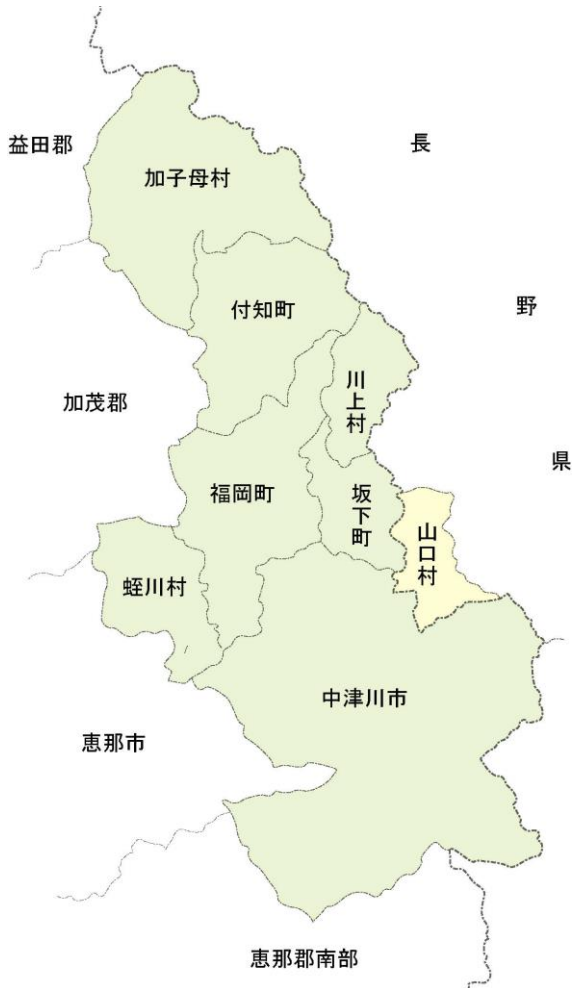 益田郡
長
加子母村
野
付知町
川上村
加茂郡
県
福岡町
坂下町
山口村
蛭川村
中津川市
恵那市
恵那郡南部